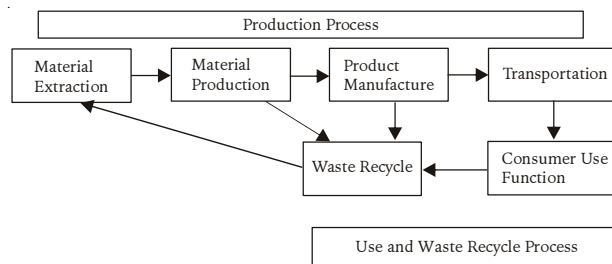 Production Process
Material
Extraction
Material
Production
Product
Manufacture
Transportation
Waste Recycle
Consumer Use
Function
Use and Waste Recycle Process